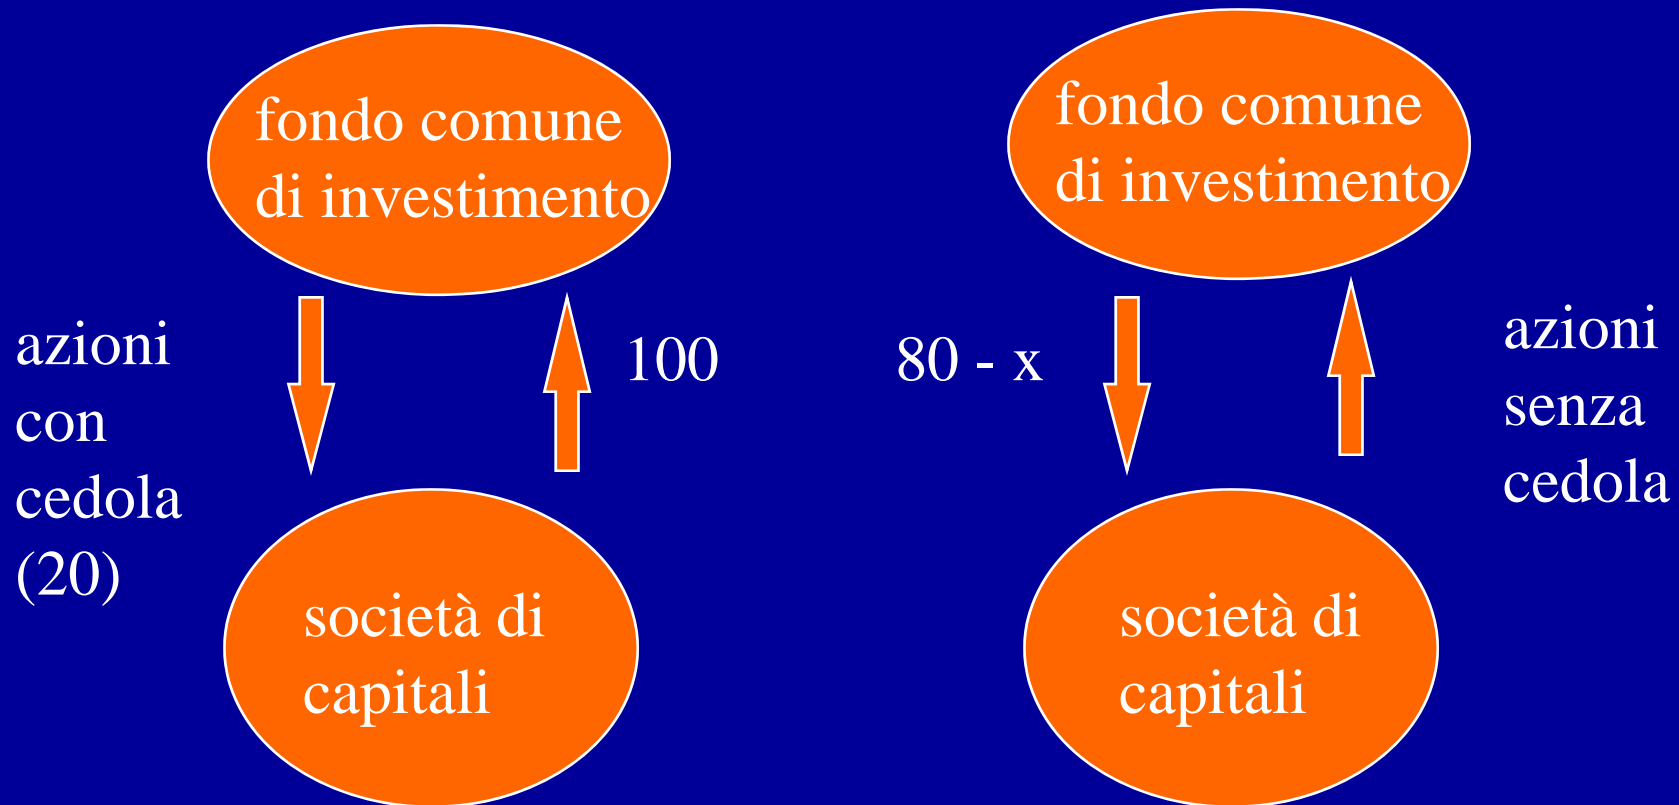 fondo comune
di investimento
azioni
con
cedola
(20)
100
società di
capitali
fondo comune
di investimento
80 - x
azioni
senza
cedola
società di
capitali